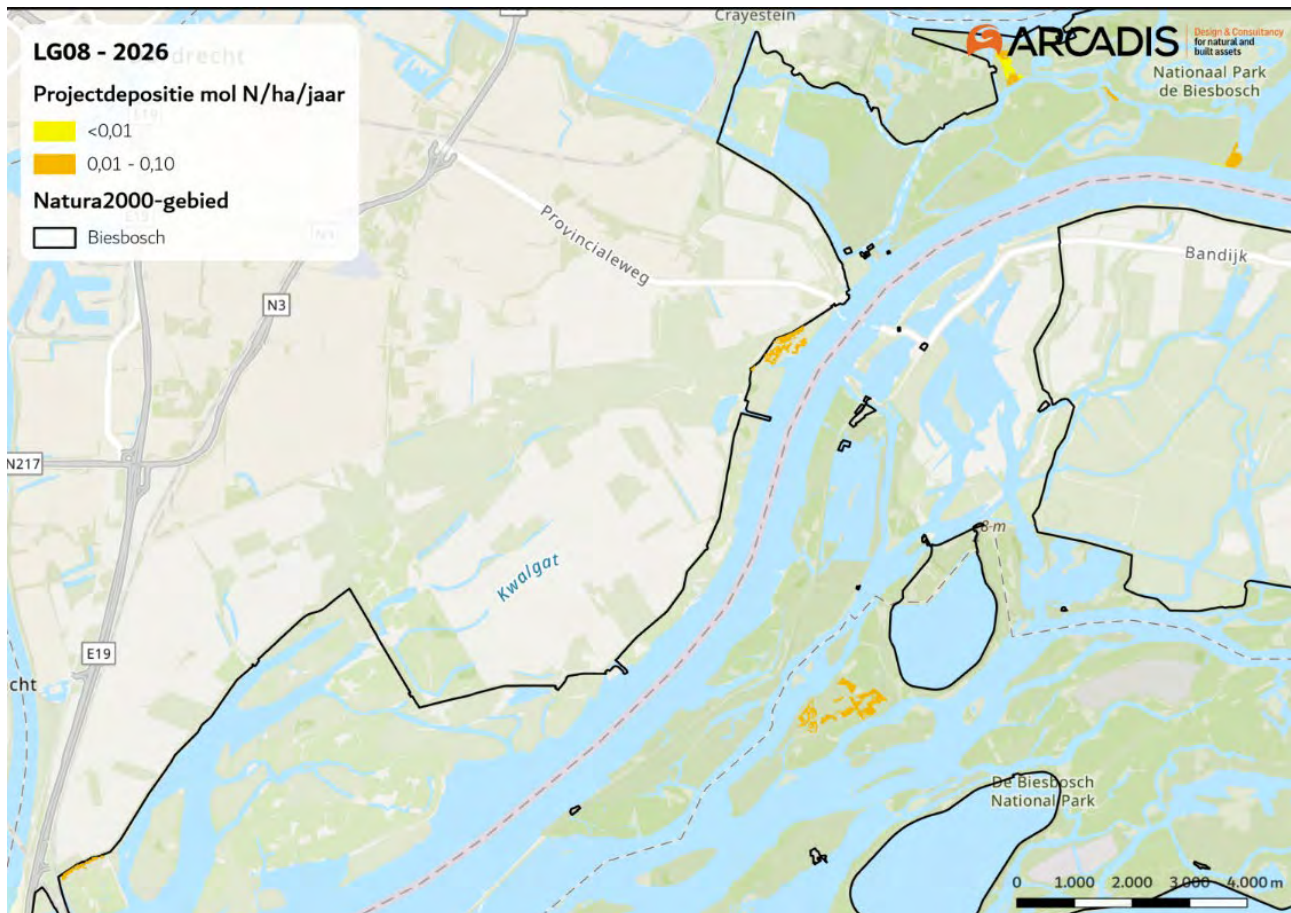 LG08 - 2026
drecht
Projectdepositie mol N/ha/jaar
<0,01
0,01 - 0,10
Natura2000-gebied
Biesbosch
Crayestein
ARCADIS
Design & Consultancy
for natural and
built assets
Nationaal Park
de Biesbosch
Provincialeweg
Bandijk
N3
N217
Kwalgat
-8-m
E19
cht
De Biesbosch
National Park
0 1.000 2.000 3.000 4.000 m